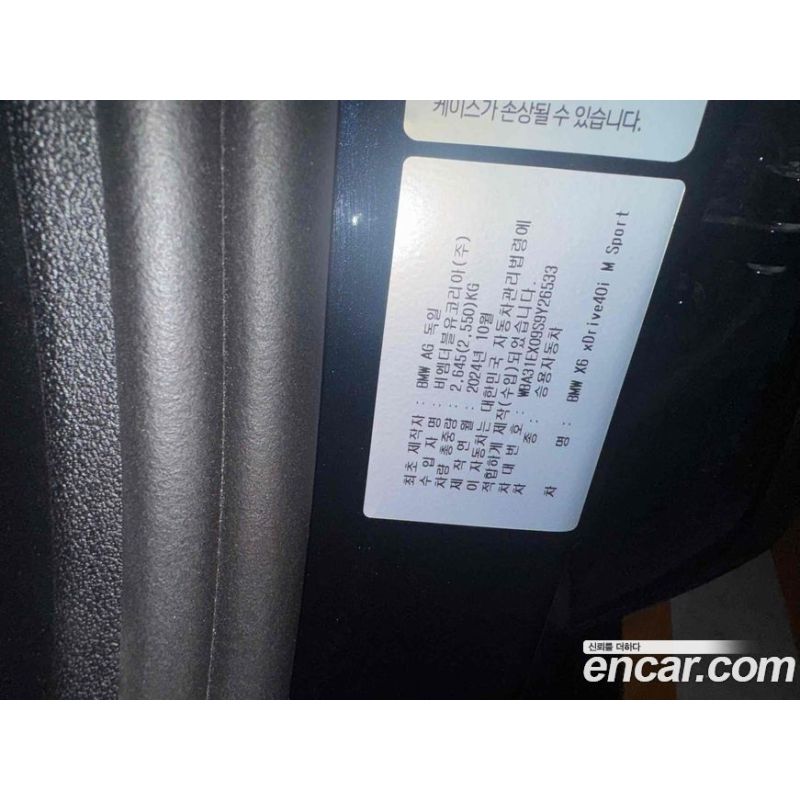 케이스가 손상될 수 있습니다.
최초 제작자 : BMW AG 독일
수 입 자 명 : 비엠더블유코리아(주)
차량 총중량 : 2,645(2,550)KG
제 작 연 월 : 2024년 10월
이 자동차는 대한민국 자동차관리법령에
적합하게 제작(수입)되었습니다.
차 대 번 호 : WBA31EX09S9Y26533
차 종 : 승용자동차
차 명 : BMW X6 xDrive40i M Sport
신뢰를 더하다
encar.com